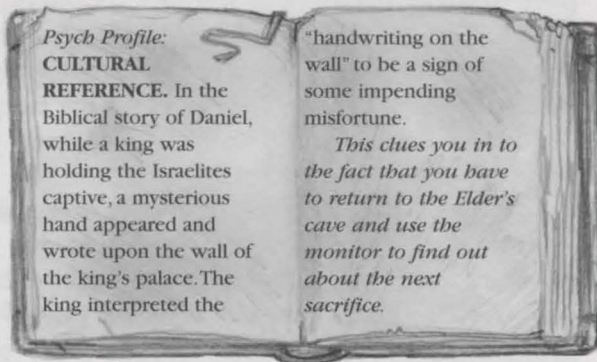 Psych Profile:
CULTURAL
REFERENCE. In the
Biblical story of Daniel,
while a king was
holding the Israelites
captive, a mysterious
hand appeared and
wrote upon the wall of
the king's palace. The
king interpreted the
"handwriting on the
wall" to be a sign of
some impending
misfortune.
This clues you in to
the fact that you have
to return to the Elder's
cave and use the
monitor to find out
about the next
sacrifice.